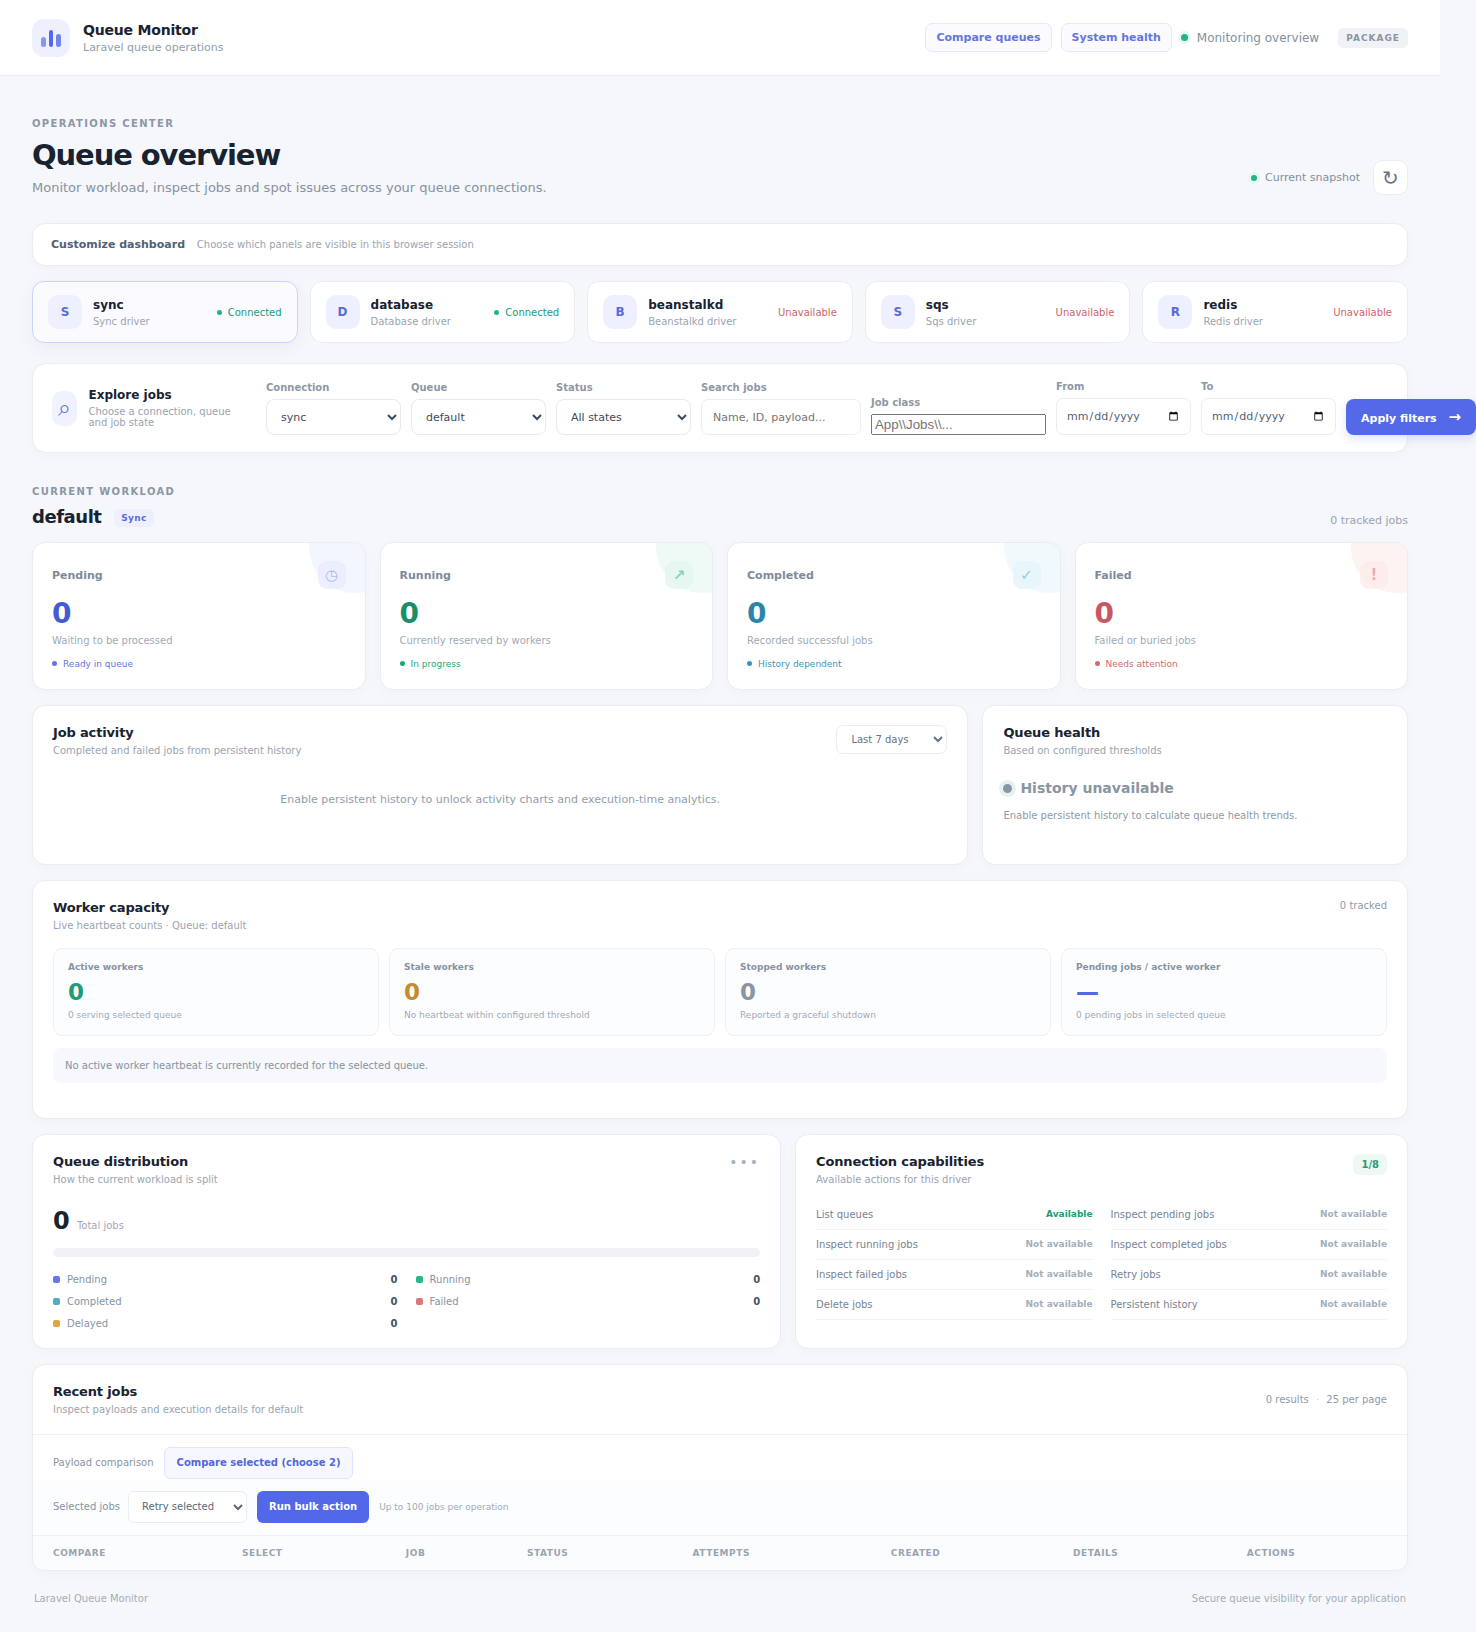 Queue Monitor
Laravel queue operations
Compare queues
System health
Monitoring overview
PACKAGE
OPERATIONS CENTER
Queue overview
Monitor workload, inspect jobs and spot issues across your queue connections.
Current snapshot
Customize dashboard Choose which panels are visible in this browser session
S
sync
Sync driver
Connected
D
database
Database driver
Connected
B
beanstalkd
Beanstalkd driver
Unavailable
S
sqs
Sqs driver
Unavailable
R
redis
Redis driver
Unavailable
Explore jobs
Choose a connection, queue
and job state
Connection
sync
Queue
default
Status
All states
Search jobs
Name, ID, payload...
Job class
App\\Jobs\\...
From
mm/dd/yyyy
To
mm/dd/yyyy
Apply filters →
CURRENT WORKLOAD
default Sync
0 tracked jobs
Pending
0
Waiting to be processed
Ready in queue
Running
↗
0
Currently reserved by workers
In progress
Completed
✓
0
Recorded successful jobs
History dependent
Failed
!
0
Failed or buried jobs
Needs attention
Job activity
Completed and failed jobs from persistent history
Last 7 days
Enable persistent history to unlock activity charts and execution-time analytics.
Queue health
Based on configured thresholds
History unavailable
Enable persistent history to calculate queue health trends.
Worker capacity
Live heartbeat counts · Queue: default
0 tracked
Active workers
0
0 serving selected queue
Stale workers
0
No heartbeat within configured threshold
Stopped workers
0
Reported a graceful shutdown
Pending jobs / active worker
—
0 pending jobs in selected queue
No active worker heartbeat is currently recorded for the selected queue.
Queue distribution
How the current workload is split
•••
0 Total jobs
Pending 0
Running 0
Completed 0
Failed 0
Delayed 0
Connection capabilities
Available actions for this driver
1/8
List queues Available
Inspect pending jobs Not available
Inspect running jobs Not available
Inspect completed jobs Not available
Inspect failed jobs Not available
Retry jobs Not available
Delete jobs Not available
Persistent history Not available
Recent jobs
Inspect payloads and execution details for default
0 results · 25 per page
Payload comparison Compare selected (choose 2)
Selected jobs Retry selected Run bulk action Up to 100 jobs per operation
COMPARE SELECT JOB STATUS ATTEMPTS CREATED DETAILS ACTIONS
Laravel Queue Monitor
Secure queue visibility for your application